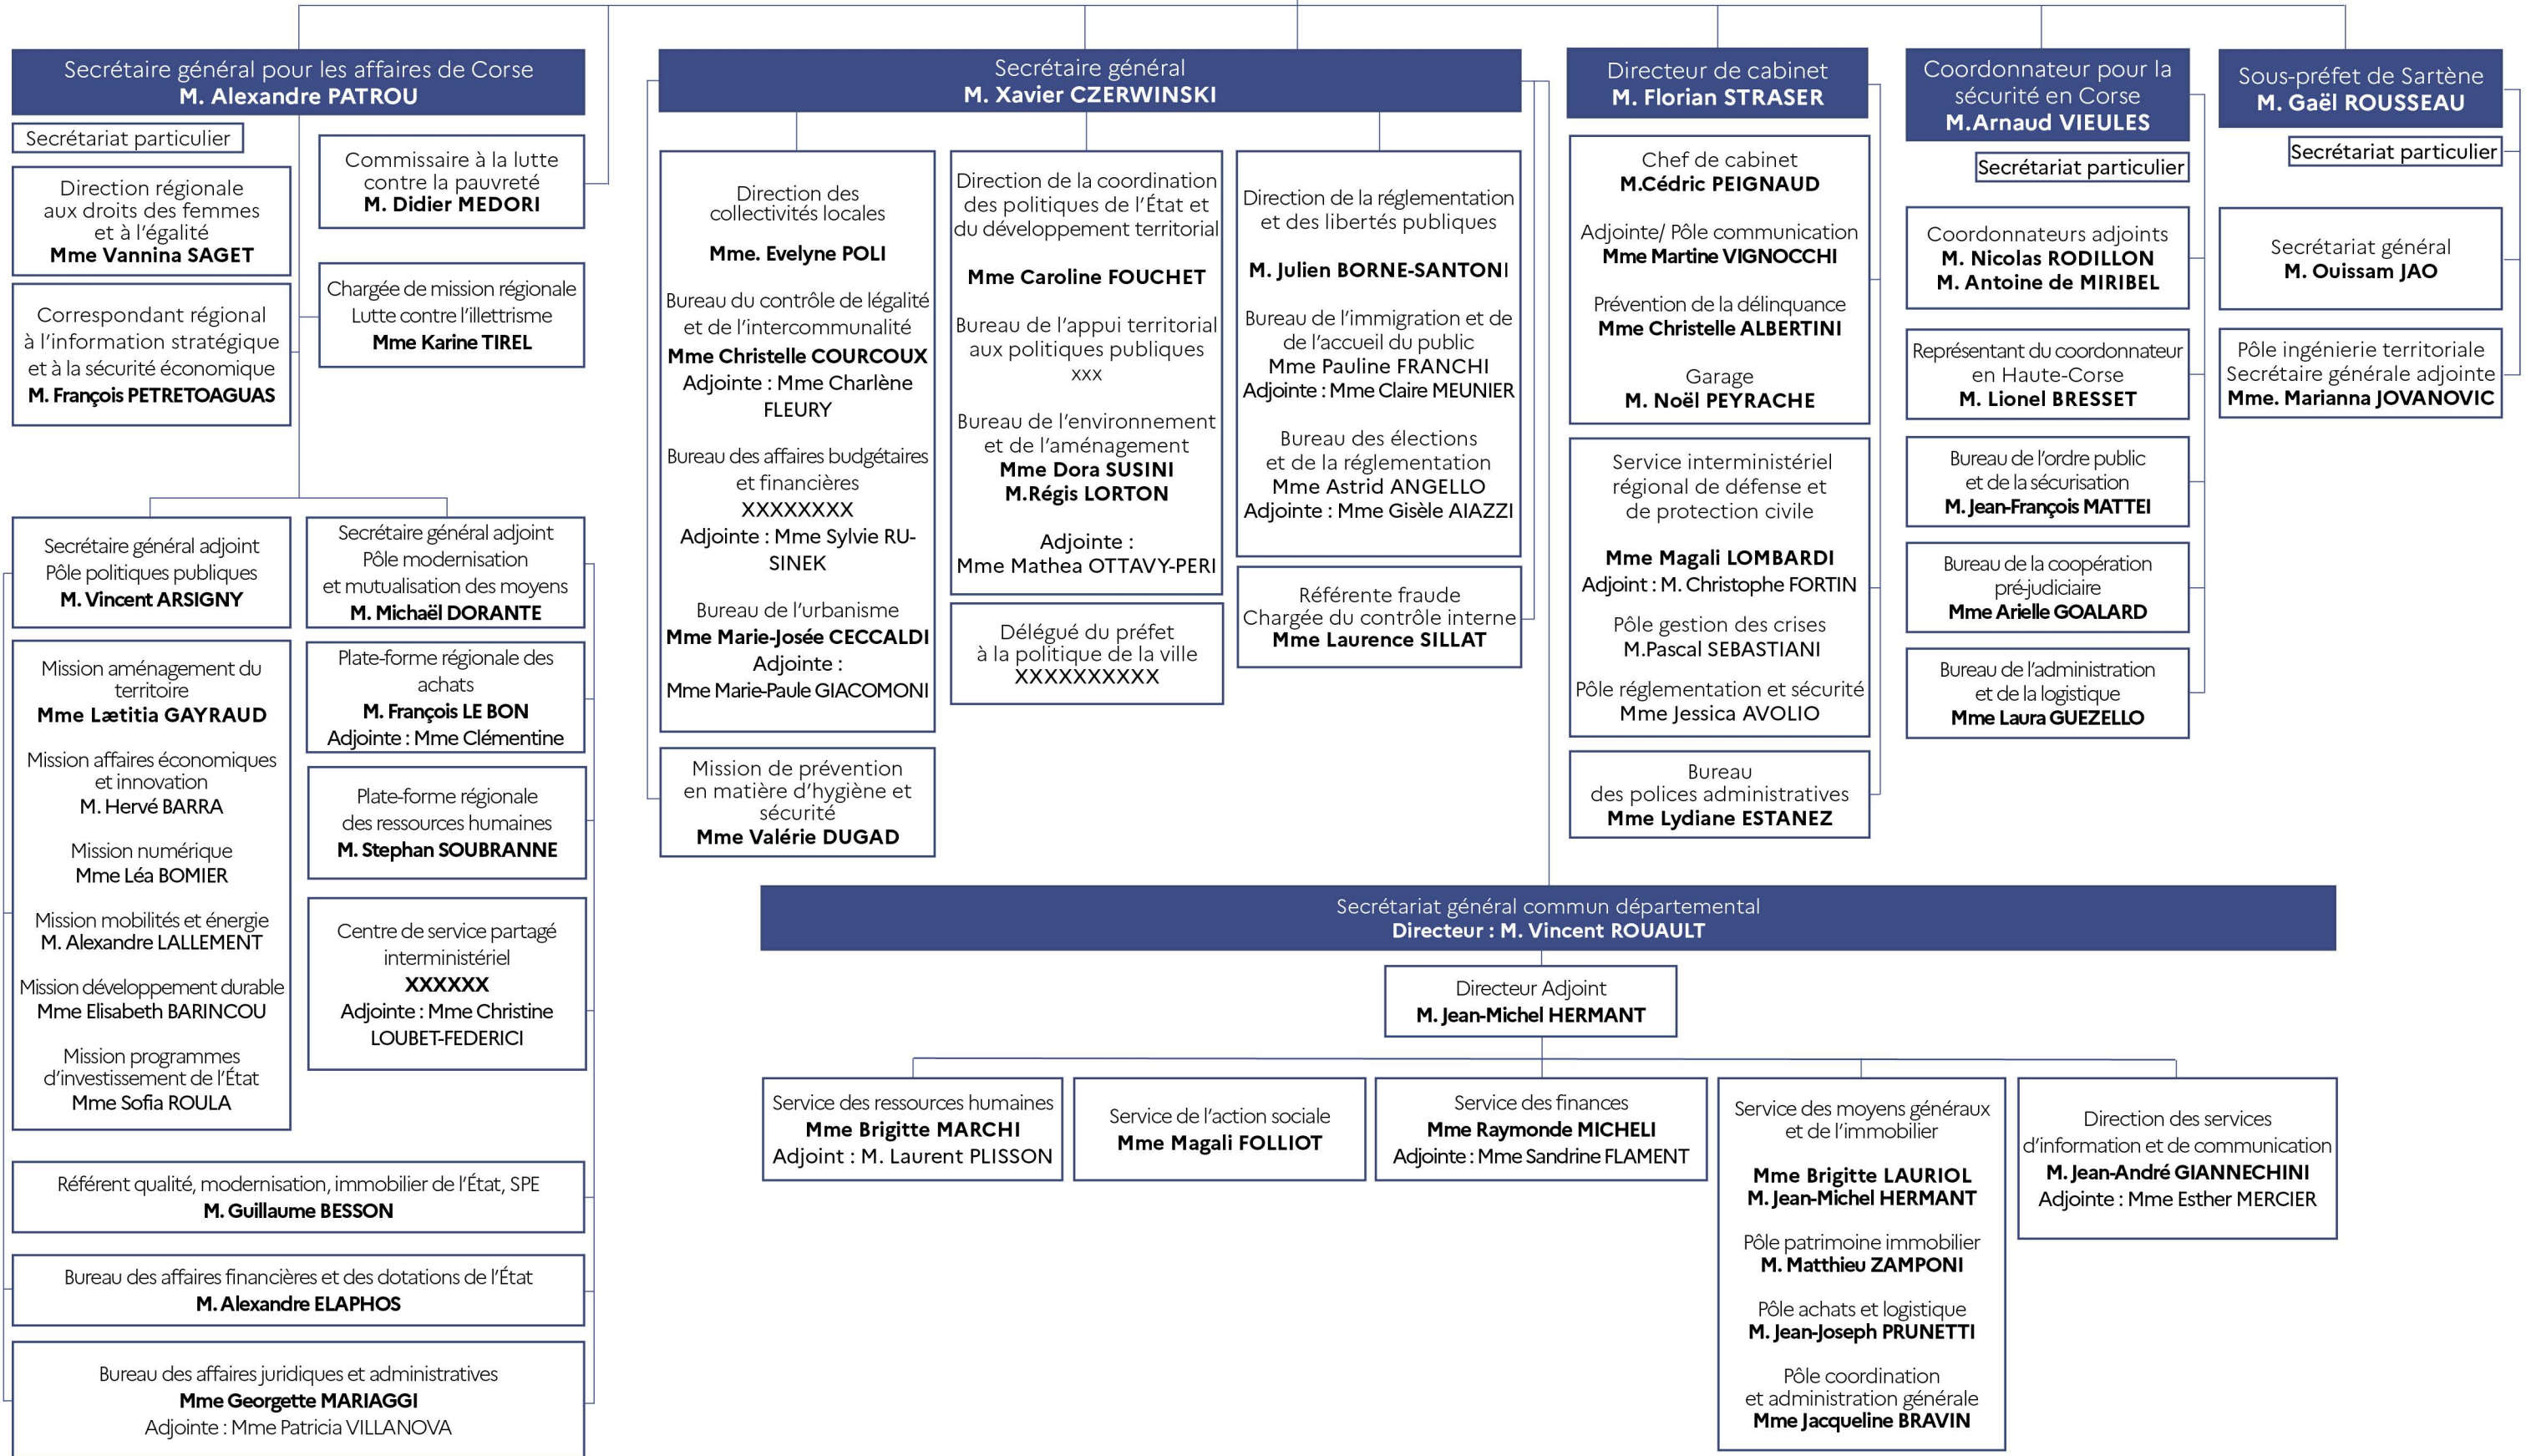 Secrétaire général pour les affaires de Corse
M. Alexandre PATROU
Secrétariat particulier
Direction régionale
aux droits des femmes
et à l'égalité
Mme Vannina SAGET
Correspondant régional
à l'information stratégique
et à la sécurité économique
M. François PETRETOAGUAS
Commissaire à la lutte
contre la pauvreté
M. Didier MEDORI
Chargée de mission régionale
Lutte contre l'illettrisme
Mme Karine TIREL
Secrétaire général adjoint
Pôle politiques publiques
M. Vincent ARSIGNY
Mission aménagement du
territoire
Mme Lætitia GAYRAUD
Mission affaires économiques
et innovation
M. Hervé BARRA
Mission numérique
Mme Léa BOMIER
Mission mobilités et énergie
M. Alexandre LALLEMENT
Mission développement durable
Mme Elisabeth BARINCOU
Mission programmes
d'investissement de l'État
Mme Sofia ROULA
Secrétaire général adjoint
Pôle modernisation
et mutualisation des moyens
M. Michaël DORANTE
Plate-forme régionale des
achats
M. François LE BON
Adjointe : Mme Clémentine
Plate-forme régionale
des ressources humaines
M. Stephan SOUBRANNE
Centre de service partagé
interministériel
XXXXXX
Adjointe : Mme Christine
LOUBET-FEDERICI
Référent qualité, modernisation, immobilier de l'État, SPE
M. Guillaume BESSON
Bureau des affaires financières et des dotations de l'État
M. Alexandre ELAPHOS
Bureau des affaires juridiques et administratives
Mme Georgette MARIAGGI
Adjointe : Mme Patricia VILLANOVA
Secrétaire général
M. Xavier CZERWINSKI
Direction des
collectivités locales
Mme. Evelyne POLI
Bureau du contrôle de légalité
et de l'intercommunalité
Mme Christelle COURCOUX
Adjointe : Mme Charlène
FLEURY
Bureau des affaires budgétaires
et financières
XXXXXXXX
Adjointe : Mme Sylvie RU-
SINEK
Bureau de l'urbanisme
Mme Marie-Josée CECCALDI
Adjointe :
Mme Marie-Paule GIACOMONI
Mission de prévention
en matière d'hygiène et
sécurité
Mme Valérie DUGAD
Direction de la coordination
des politiques de l'État et
du développement territorial
Mme Caroline FOUCHET
Bureau de l'appui territorial
aux politiques publiques
xxx
Bureau de l'environnement
et de l'aménagement
Mme Dora SUSINI
M.Régis LORTON
Adjointe :
Mme Mathea OTTAVY-PERI
Délégué du préfet
à la politique de la ville
XXXXXXXXXX
Direction de la réglementation
et des libertés publiques
M. Julien BORNE-SANTONI
Bureau de l'immigration et de
de l'accueil du public
Mme Pauline FRANCHI
Adjointe : Mme Claire MEUNIER
Bureau des élections
et de la réglementation
Mme Astrid ANGELLO
Adjointe : Mme Gisèle AIAZZI
Référente fraude
Chargée du contrôle interne
Mme Laurence SILLAT
Directeur de cabinet
M. Florian STRASER
Chef de cabinet
M.Cédric PEIGNAUD
Adjointe/ Pôle communication
Mme Martine VIGNOCCHI
Prévention de la délinquance
Mme Christelle ALBERTINI
Garage
M. Noël PEYRACHE
Service interministériel
régional de défense et
de protection civile
Mme Magali LOMBARDI
Adjoint : M. Christophe FORTIN
Pôle gestion des crises
M.Pascal SEBASTIANI
Pôle réglementation et sécurité
Mme Jessica AVOLIO
Bureau
des polices administratives
Mme Lydiane ESTANEZ
Coordonnateur pour la
sécurité en Corse
M.Arnaud VIEULES
Secrétariat particulier
Coordonnateurs adjoints
M. Nicolas RODILLON
M. Antoine de MIRIBEL
Représentant du coordonnateur
en Haute-Corse
M. Lionel BRESSET
Bureau de l'ordre public
et de la sécurisation
M. Jean-François MATTEI
Bureau de la coopération
pré-judiciaire
Mme Arielle GOALARD
Bureau de l'administration
et de la logistique
Mme Laura GUEZELLO
Sous-préfet de Sartène
M. Gaël ROUSSEAU
Secrétariat particulier
Secrétariat général
M. Ouissam JAO
Pôle ingénierie territoriale
Secrétaire générale adjointe
Mme. Marianna JOVANOVIC
Secrétariat général commun départemental
Directeur : M. Vincent ROUAULT
Directeur Adjoint
M. Jean-Michel HERMANT
Service des ressources humaines
Mme Brigitte MARCHI
Adjoint : M. Laurent PLISSON
Service de l'action sociale
Mme Magali FOLLIOT
Service des finances
Mme Raymonde MICHELI
Adjointe : Mme Sandrine FLAMENT
Service des moyens généraux
et de l'immobilier
Mme Brigitte LAURIOL
M. Jean-Michel HERMANT
Pôle patrimoine immobilier
M. Matthieu ZAMPONI
Pôle achats et logistique
M. Jean-Joseph PRUNETTI
Pôle coordination
et administration générale
Mme Jacqueline BRAVIN
Direction des services
d'information et de communication
M. Jean-André GIANNECHINI
Adjointe : Mme Esther MERCIER